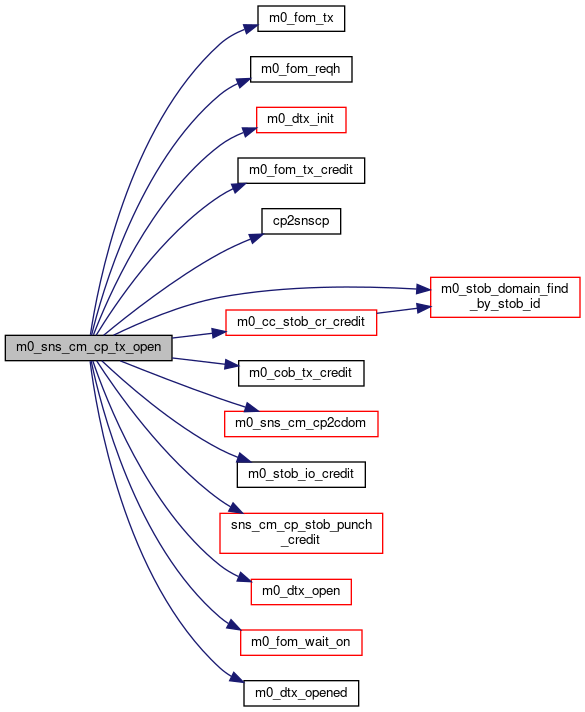 m0_fom_tx
m0_fom_reqh
m0_dtx_init
m0_fom_tx_credit
cp2snscp
m0_stob_domain_find
_by_stob_id
m0_cc_stob_cr_credit
m0_sns_cm_cp_tx_open
m0_cob_tx_credit
m0_sns_cm_cp2cdom
m0_stob_io_credit
sns_cm_cp_stob_punch
_credit
m0_dtx_open
m0_fom_wait_on
m0_dtx_opened